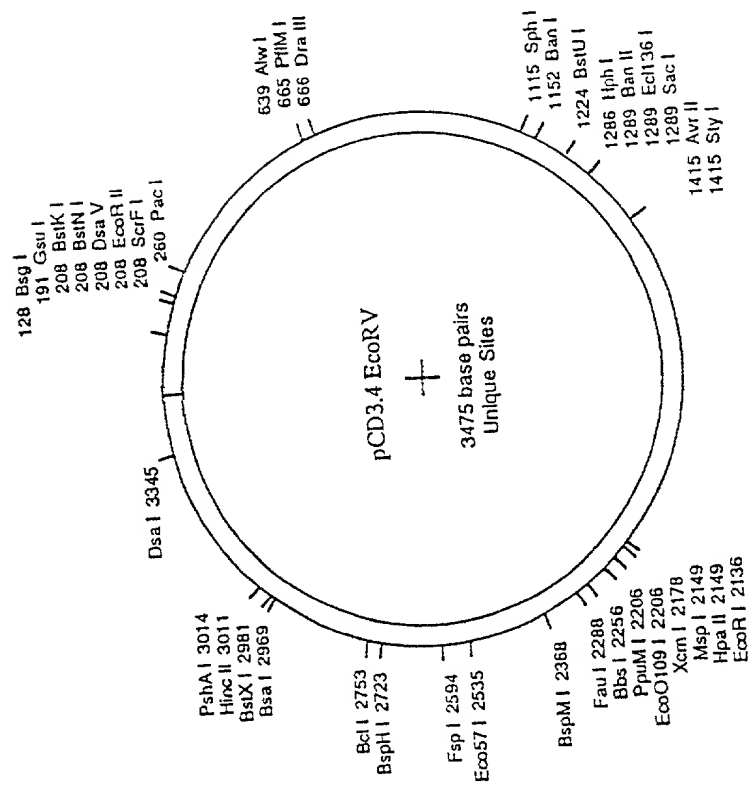 pCD3.4 EcoRV
3475 base pairs
Unique Sites
128 Bsg I
191 Gsu I
208 BstK I
208 BstN I
208 Dsa V
208 EcoR II
208 ScrF I
260 Pac I
639 Alw I
665 PflM I
666 Dra III
1115 Sph I
1152 Ban I
1224 BstU I
1286 Hph I
1289 Ban II
1289 Ecl136 I
1289 Sac I
1415 Avr II
1415 Sty I
EcoR I 2136
Hpa II 2149
Msp I 2149
Xcm I 2178
EcoO109 I 2206
PpuM I 2206
Bbs I 2256
Fau I 2288
BspM I 2368
Eco57 I 2535
Fsp I 2594
BspH I 2723
Bcl I 2753
Bsa I 2969
BstX I 2981
Hinc II 3011
PshA I 3014
Dsa I 3345